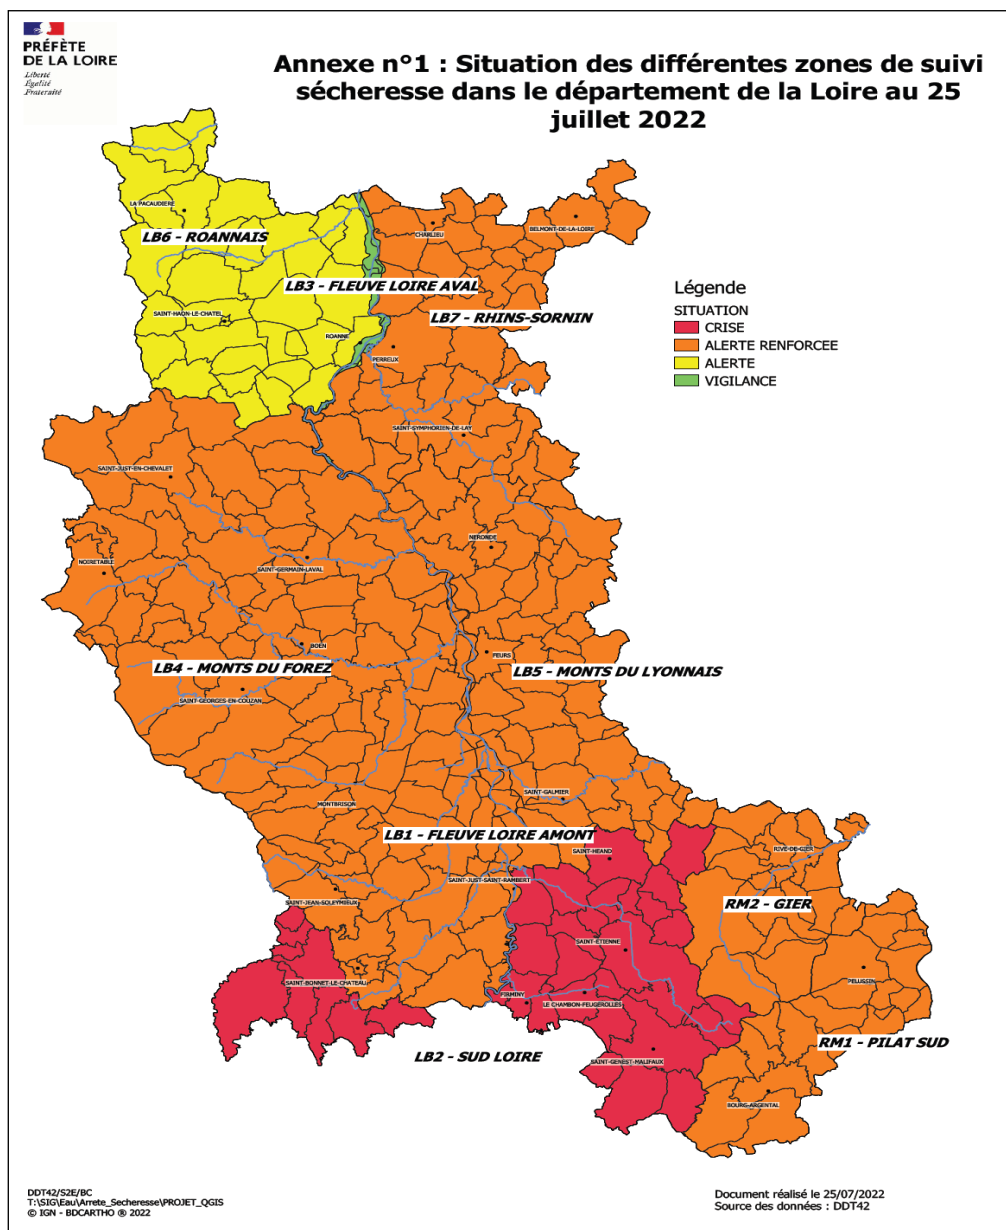 PRÉFÈTE
DE LA LOIRE
Liberté
Égalité
Fraternité
Annexe n°1 : Situation des différentes zones de suivi
sécheresse dans le département de la Loire au 25
juillet 2022
LA PACAUDIERE
LB6 - ROANNAIS
CHARLIEU
BELMONT-DE-LA-LOIRE
LB3 - FLEUVE LOIRE AVAL
LB7 - RHINS-SORNIN
SAINT-HAON-LE-CHATEL
ROANNE
PERREUX
Légende
SITUATION
CRISE
ALERTE RENFORCEE
ALERTE
VIGILANCE
SAINT-SYMPHORIEN-DE-LAY
SAINT-JUST-EN-CHEVALET
NERONDE
NOIRETABLE
SAINT-GERMAIN-LAVAL
BOËN
FEURS
LB4 - MONTS DU FOREZ
LB5 - MONTS DU LYONNAIS
SAINT-GEORGES-EN-COUZAN
SAINT-GALMIER
MONTBRISON
LB1 - FLEUVE LOIRE AMONT
SAINT-HEAND
RIVE-DE-GIER
SAINT-JUST-SAINT-RAMBERT
SAINT-JEAN-SOLEYMIEUX
RM2 - GIER
SAINT-ETIENNE
SAINT-BONNET-LE-CHATEAU
PELUSSIN
FIRMINY
LE CHAMBON-FEUGEROLLES
RM1 - PILAT SUD
LB2 - SUD LOIRE
SAINT-GENEST-MALIFAUX
BOURG-ARGENTAL
DDT42/S2E/BC
T:\SIG\Eau\Arrete_Secheresse\PROJET_QGIS
© IGN - BDCARTHO ® 2022
Document réalisé le 25/07/2022
Source des données : DDT42